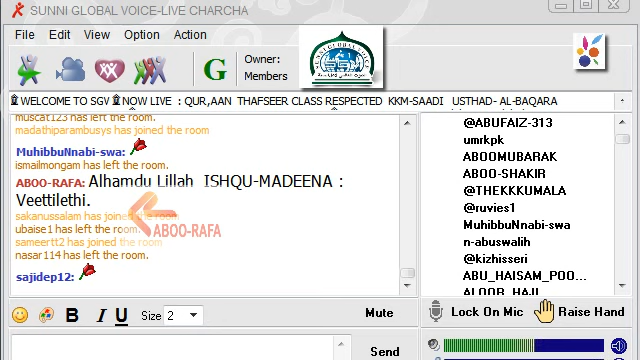 SUNNI GLOBAL VOICE-LIVE CHARCHA
File Edit View Option Action
G Owner:
Members
WELCOME TO SGV NOW LIVE : QUR,AAN THAFSEER CLASS RESPECTED KKM-SAADI USTHAD- AL-BAQARA
muscat123 has left the room.
madathiparambusys has joined the room
MuhibbuNnabi-swa:
ismailmongam has left the room.
ABOO-RAFA: Alhamdu Lillah ISHQU-MADEENA :
Veettilethi.
sakanussalam has joined the room
ubaise1 has left the room.
ABOO-RAFA
sameertt2 has joined the room
nasar114 has left the room.
sajidep12:
@ABUFAIZ-313
umrkpk
ABOOMUBARAK
ABOO-SHAKIR
@THEKKKUMALA
@ruvies1
MuhibbuNnabi-swa
n-abuswalih
@kizhisseri
ABU_HAISAM_POO...
ALOOR_HAJI
B I U Size 2 Mute
Lock On Mic Raise Hand
Send